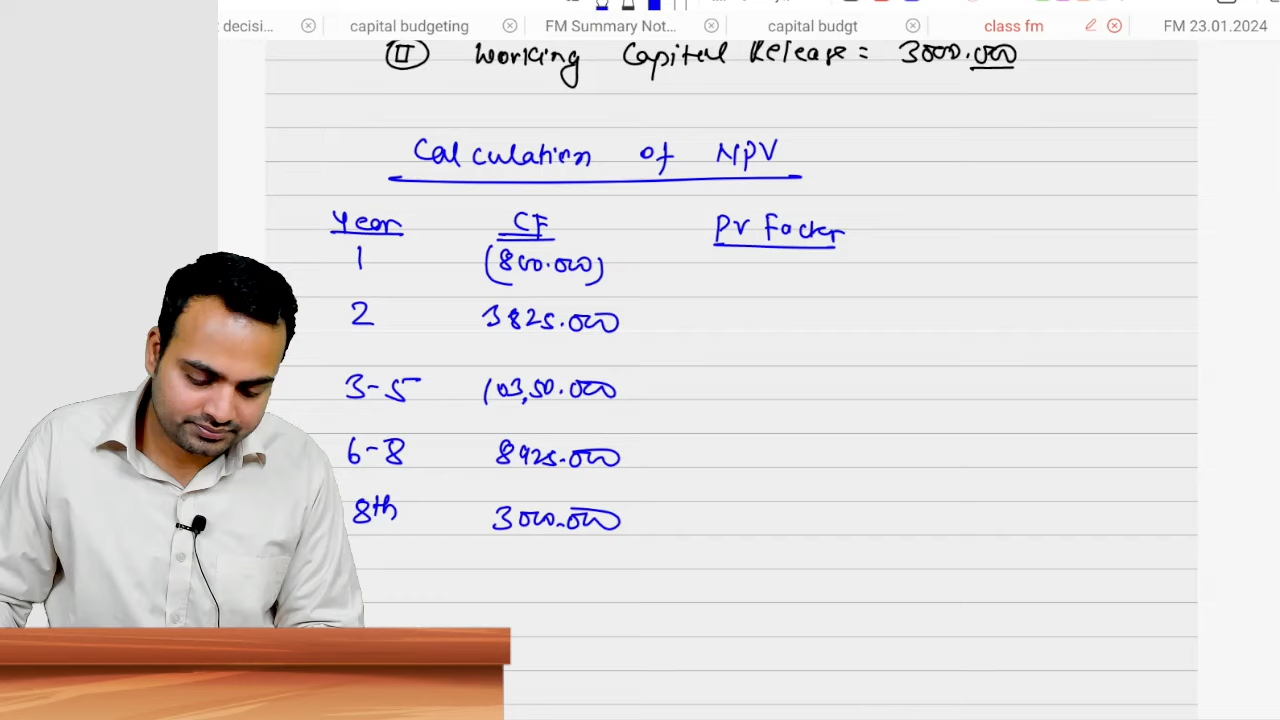 t decisi...
capital budgeting
FM Summary Not...
capital budgt
class fm
FM 23.01.2024
II Working Capital Release = 3000.000
Calculation of NPV
Year CF PV Factor
1 (800.000)
2 3825.000
3-5 103,50.000
6-8 8925.000
8th 3000.000